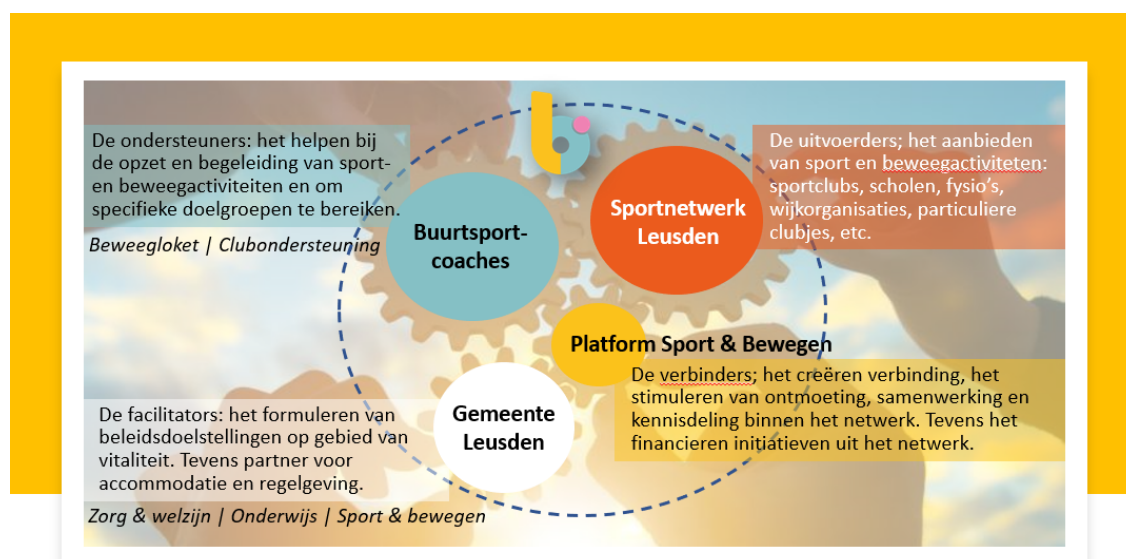 De ondersteuners: het helpen bij
de opzet en begeleiding van sport-
en beweegactiviteiten en om
specifieke doelgroepen te bereiken.
Beweegloket | Clubondersteuning
Buurtsport-
coaches
Sportnetwerk
Leusden
De uitvoerders; het aanbieden
van sport en beweegactiviteten:
sportclubs, scholen, fysio's,
wijkorganisaties, particuliere
clubjes, etc.
Platform Sport & Bewegen
De verbinders; het creëren verbinding, het
stimuleren van ontmoeting, samenwerking en
kennisdeling binnen het netwerk. Tevens het
financieren initiatieven uit het netwerk.
Gemeente
Leusden
De facilitators: het formuleren van
beleidsdoelstellingen op gebied van
vitaliteit. Tevens partner voor
accommodatie en regelgeving.
Zorg & welzijn | Onderwijs | Sport & bewegen